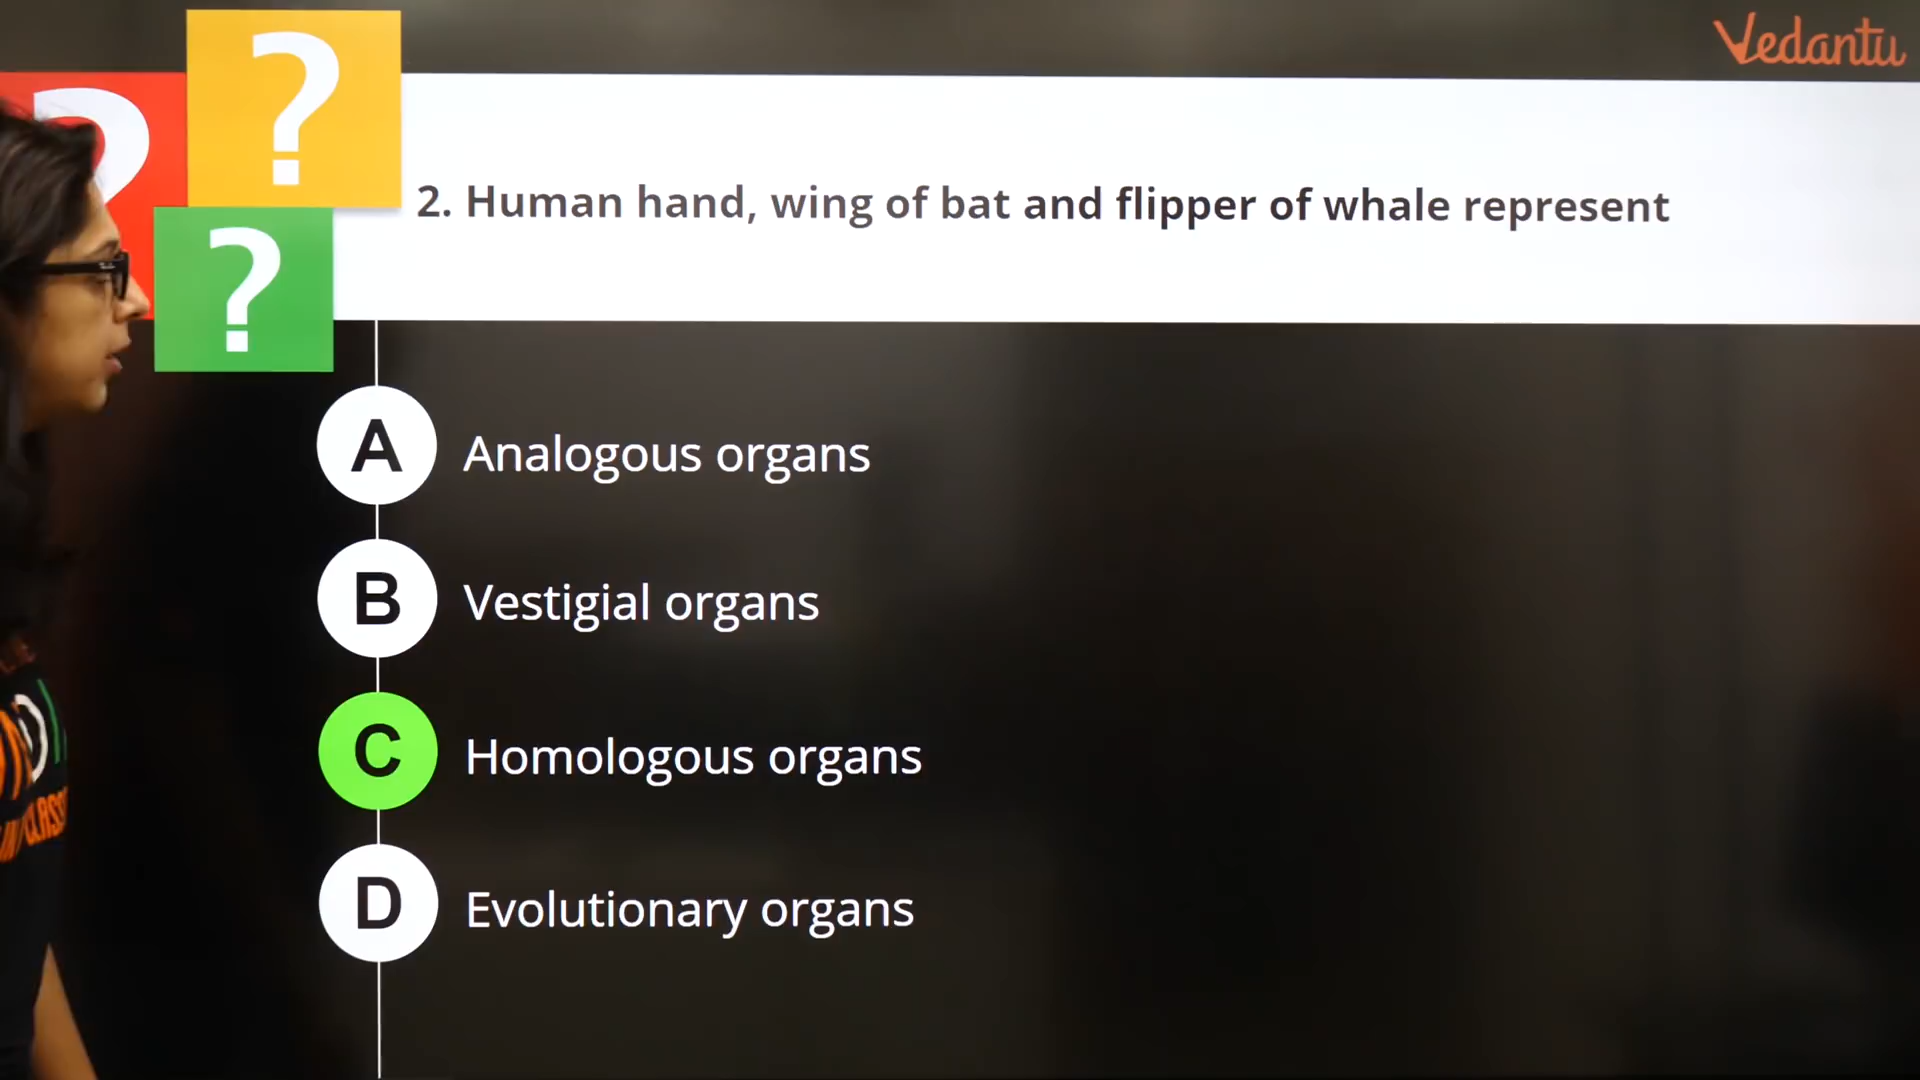 Vedantu
?
?
?
2. Human hand, wing of bat and flipper of whale represent
A
Analogous organs
B
Vestigial organs
C
Homologous organs
D
Evolutionary organs